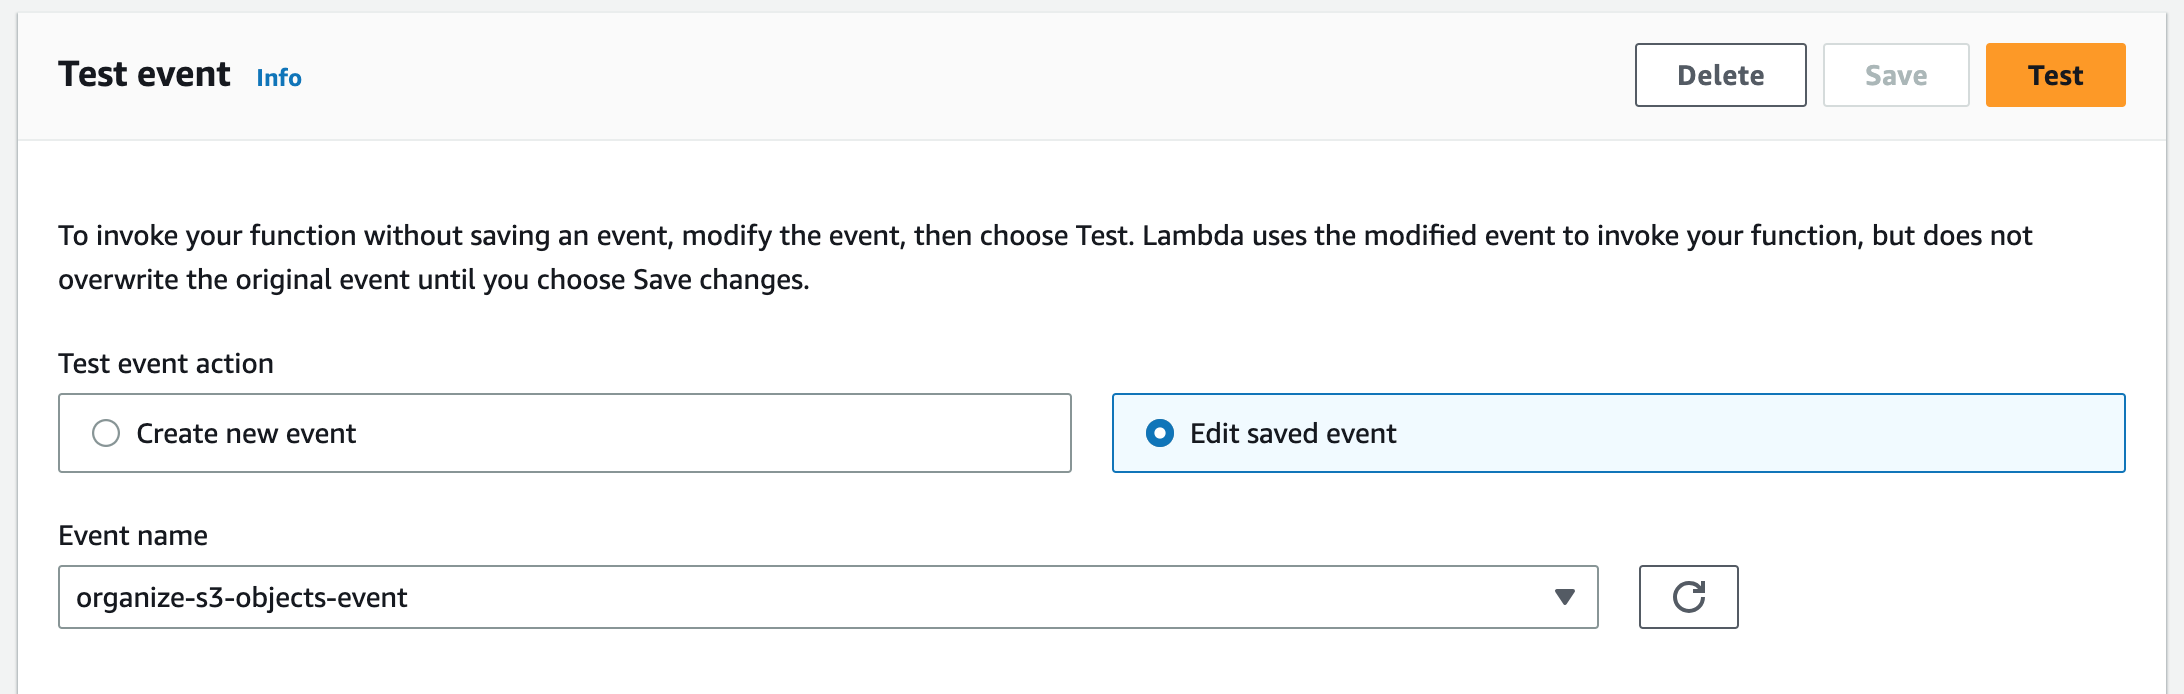 Test event Info
Delete Save Test
To invoke your function without saving an event, modify the event, then choose Test. Lambda uses the modified event to invoke your function, but does not
overwrite the original event until you choose Save changes.
Test event action
Create new event
Edit saved event
Event name
organize-s3-objects-event